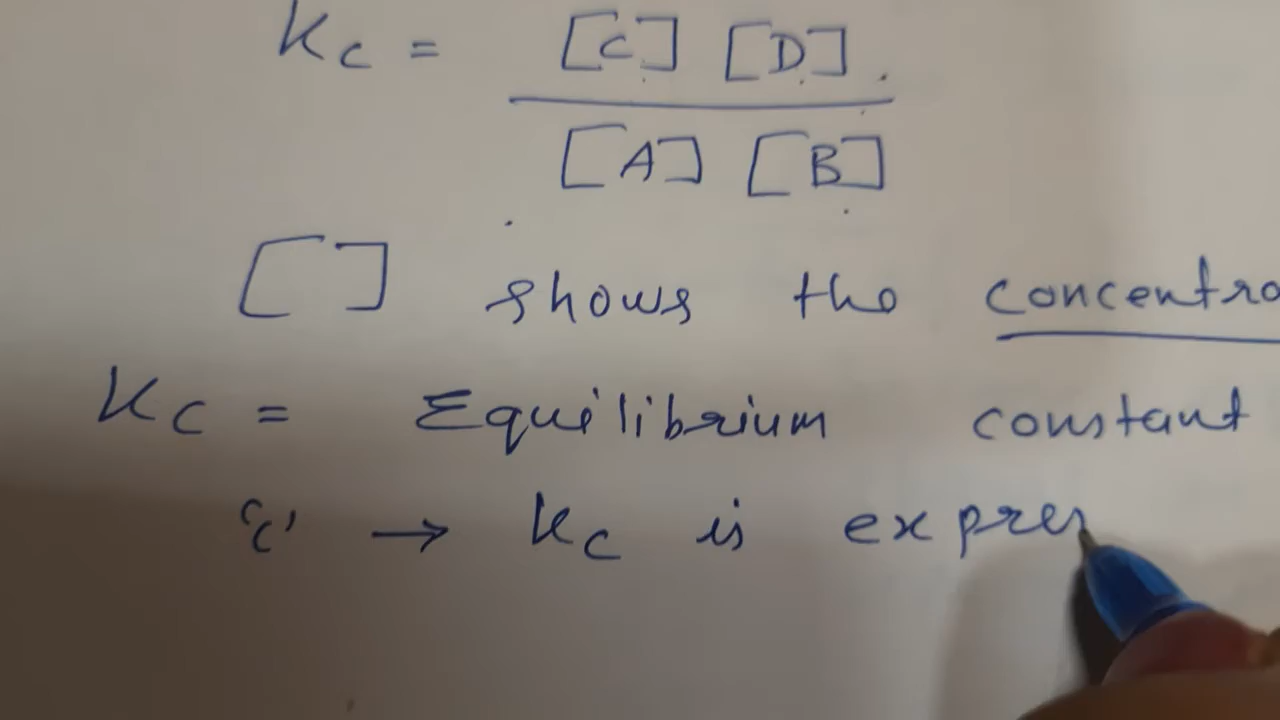 Kc = [C] [D]
[A] [B]
[ ] shows the concentra
Kc = Equilibrium constant
'c' → Kc is expres